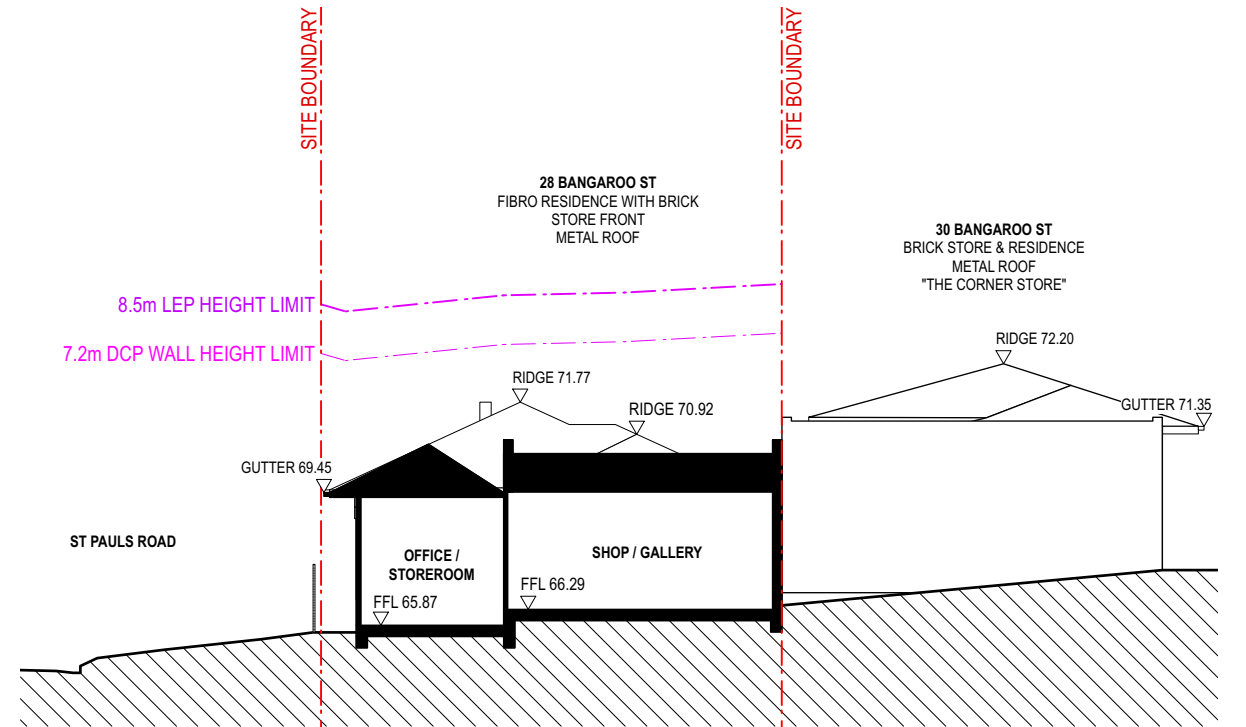 SITE BOUNDARY
SITE BOUNDARY
28 BANGAROO ST
FIBRO RESIDENCE WITH BRICK
STORE FRONT
METAL ROOF
30 BANGAROO ST
BRICK STORE & RESIDENCE
METAL ROOF
"THE CORNER STORE"
8.5m LEP HEIGHT LIMIT
7.2m DCP WALL HEIGHT LIMIT
RIDGE 72.20
RIDGE 71.77
RIDGE 70.92
GUTTER 71.35
GUTTER 69.45
ST PAULS ROAD
OFFICE /
STOREROOM
SHOP / GALLERY
FFL 65.87
FFL 66.29